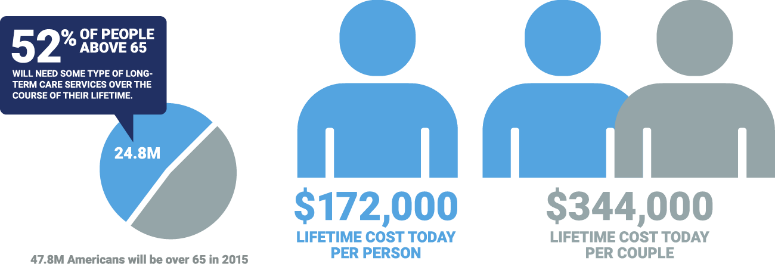 52% OF PEOPLE
ABOVE 65
WILL NEED SOME TYPE OF LONG-
TERM CARE SERVICES OVER THE
COURSE OF THEIR LIFETIME.
24.8M
47.8M Americans will be over 65 in 2015
$172,000
LIFETIME COST TODAY
PER PERSON
$344,000
LIFETIME COST TODAY
PER COUPLE